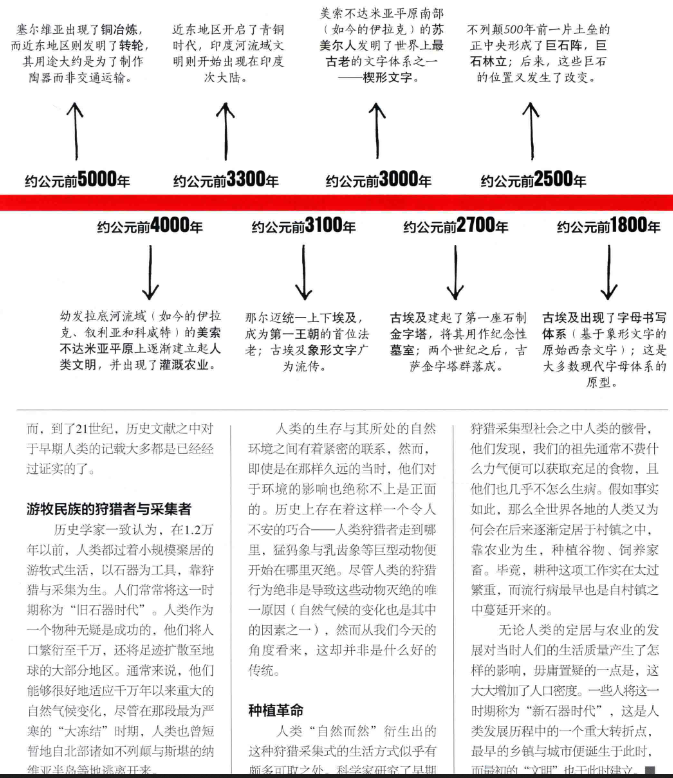 塞尔维亚出现了铜冶炼，
而近东地区则发明了转轮，
其用途大约是为了制作
陶器而非交通运输。
近东地区开启了青铜
时代，印度河流域文
明则开始出现在印度
次大陆。
美索不达米亚平原南部
（如今的伊拉克）的苏
美尔人发明了世界上最
古老的文字体系之一
——楔形文字。
不列颠500年前一片土垒的
正中央形成了巨石阵，巨
石林立；后来，这些巨石
的位置又发生了改变。
约公元前5000年
约公元前3300年
约公元前3000年
约公元前2500年
约公元前4000年
约公元前3100年
约公元前2700年
约公元前1800年
幼发拉底河流域（如今的伊拉
克、叙利亚和科威特）的美索
不达米亚平原上逐渐建立起人
类文明，并出现了灌溉农业。
那尔迈统一上下埃及，
成为第一王朝的首位法
老；古埃及象形文字广
为流传。
古埃及建起了第一座石制
金字塔，将其用作纪念性
墓室；两个世纪之后，吉
萨金字塔群落成。
古埃及出现了字母书写
体系（基于象形文字的
原始西奈文字）；这是
大多数现代字母体系的
原型。
而，到了21世纪，历史文献之中对
于早期人类的记载大多都是已经经
过证实的了。
游牧民族的狩猎者与采集者
历史学家一致认为，在1.2万
年以前，人类都过着小规模聚居的
游牧式生活，以石器为工具，靠狩
猎与采集为生。人们常常将这一时
期称为“旧石器时代”。人类作为
一个物种无疑是成功的，他们将人
口繁衍至千万，还将足迹扩散至地
球的大部分地区。通常来说，他们
能够很好地适应千万年以来重大的
自然气候变化，尽管在那段最为严
寒的“大冻结”时期，人类也曾短
暂地自北部诸如不列颠与斯堪的纳
维亚半岛等地逃离开来。
人类的生存与其所处的自然
环境之间有着紧密的联系，然而，
即使是在那样久远的当时，他们对
于环境的影响也绝称不上是正面
的。历史上存在着这样一个令人
不安的巧合——人类狩猎者走到哪
里，猛犸象与乳齿象等巨型动物便
开始在哪里灭绝。尽管人类的狩猎
行为绝非是导致这些动物灭绝的唯
一原因（自然气候的变化也是其中
的因素之一），然而从我们今天的
角度看来，这却并非是什么好的
传统。
种植革命
人类“自然而然”衍生出的
这种狩猎采集式的生活方式似乎有
颇多可取之处。科学家研究了早期
狩猎采集型社会之中人类的骸骨，
他们发现，我们的祖先通常不费什
么力气便可以获取充足的食物，且
他们也几乎不怎么生病。假如事实
如此，那么全世界各地的人类又为
何会在后来逐渐定居于村镇之中，
靠农业为生，种植谷物、饲养家
畜。毕竟，耕种这项工作实在太过
繁重，而流行病最早也是自村镇之
中蔓延开来的。
无论人类的定居与农业的发
展对当时人们的生活质量产生了怎
样的影响，毋庸置疑的一点是，这
大大增加了人口密度。一些人将这一
时期称为“新石器时代”，这是人
类发展历程中的一个重大转折点，
最早的乡镇与城市便诞生于此时，
而最初的“文明”也于此时建立。